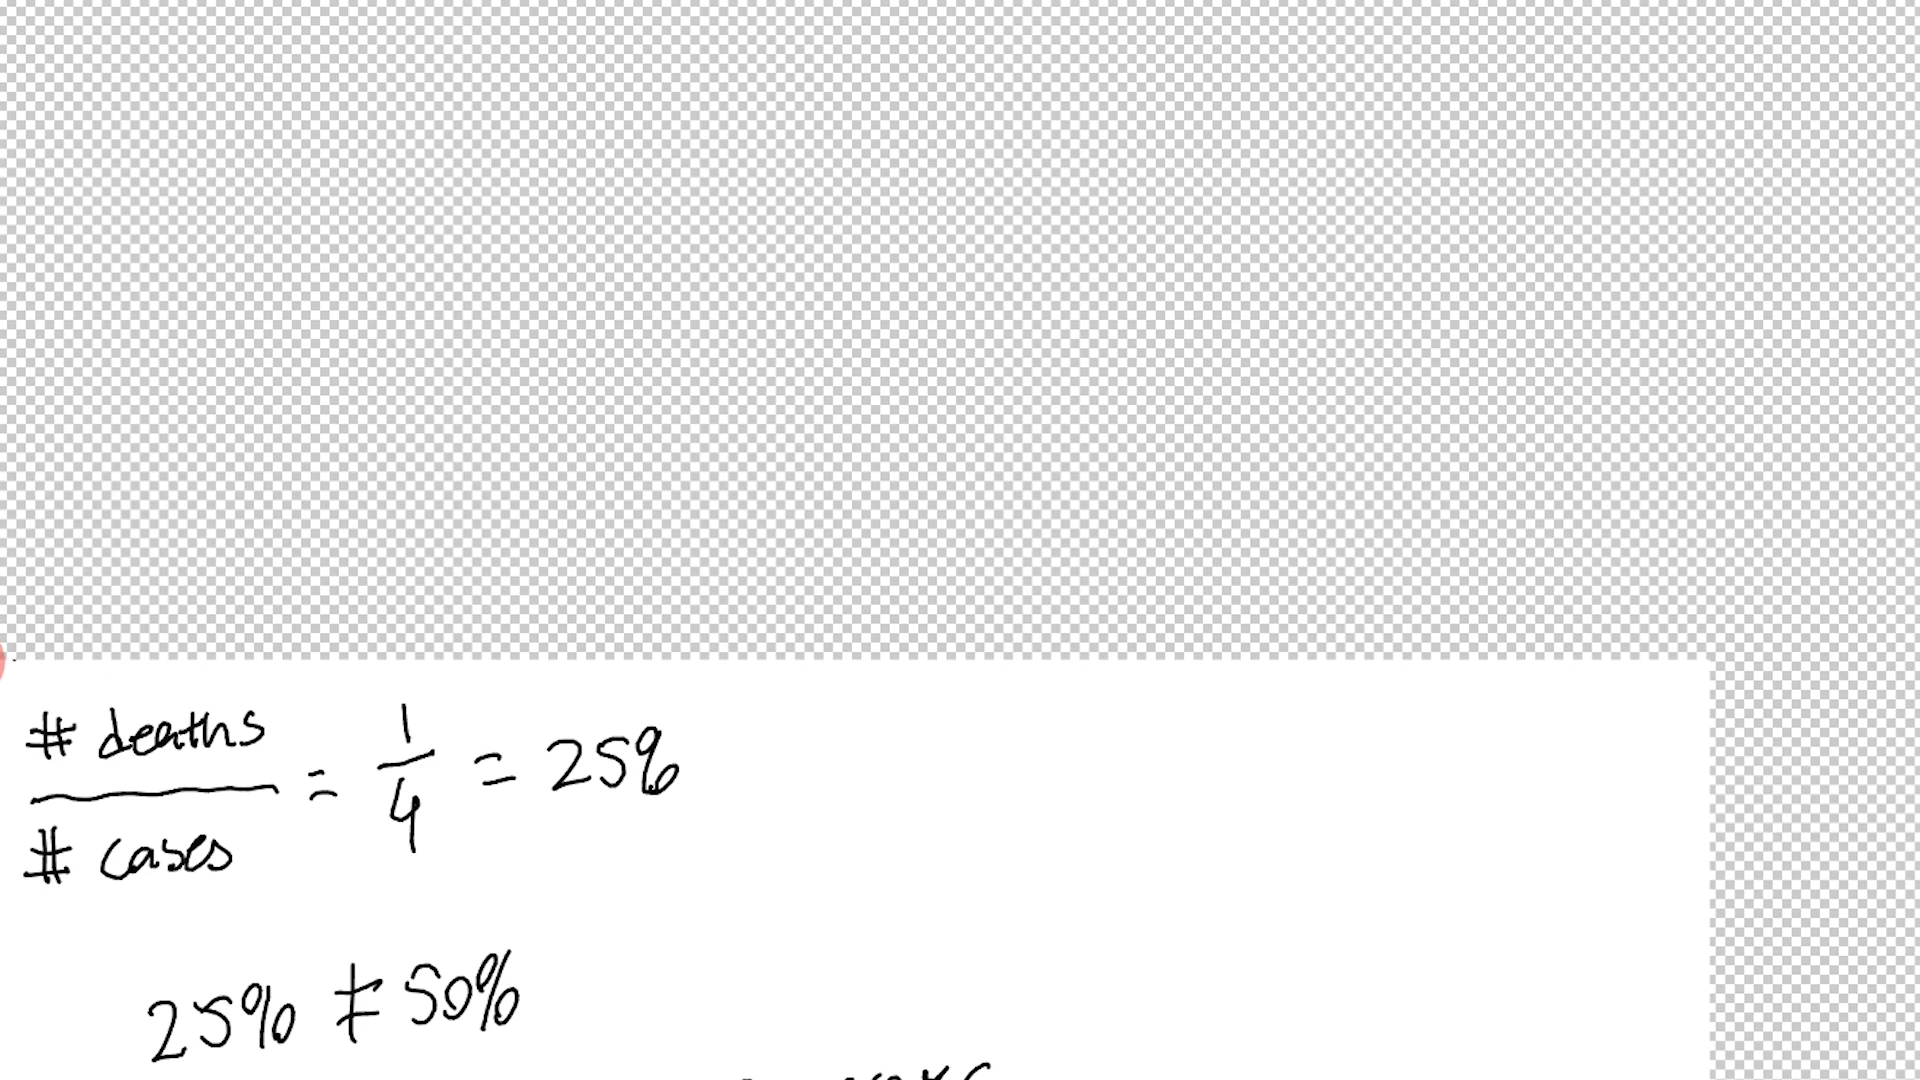 # deaths / # cases = 1/4 = 25%
25% ≠ 50%